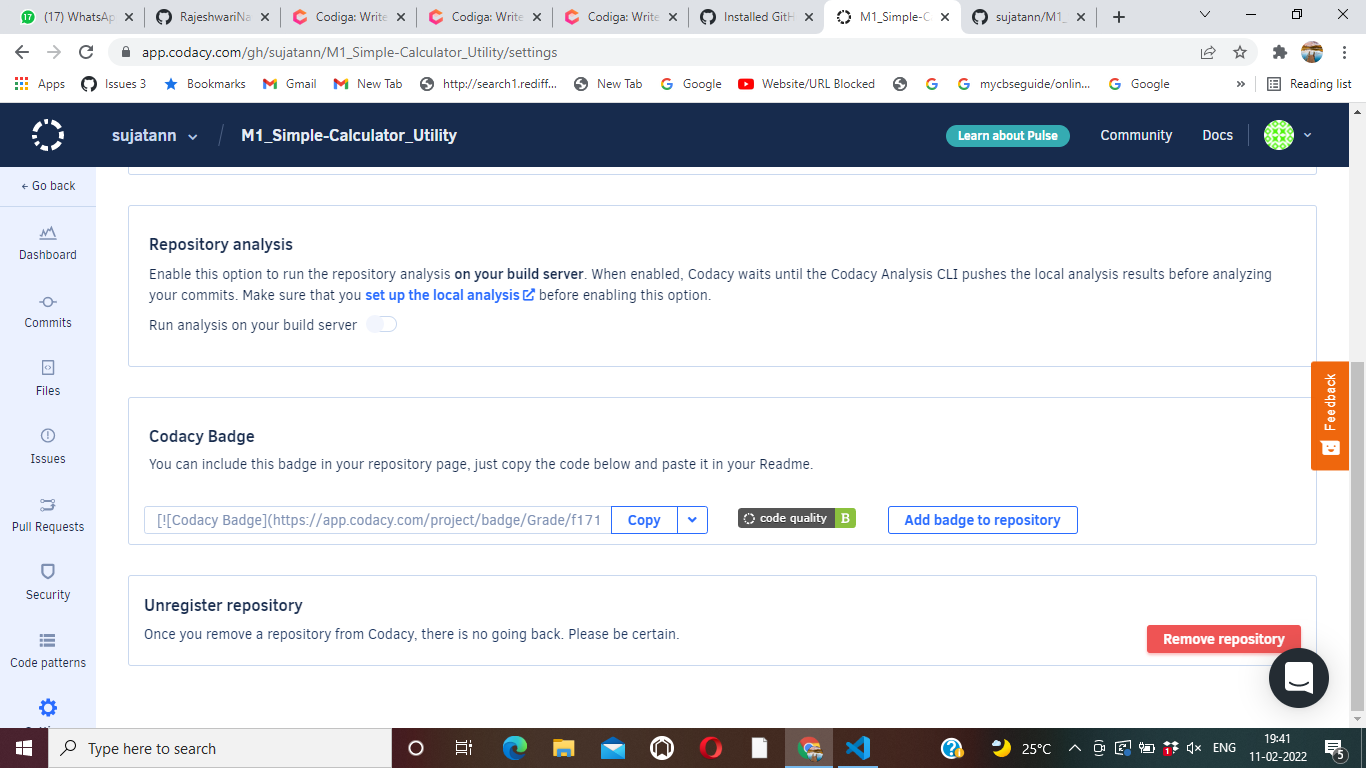 (17) WhatsAp
RajeshwariNa
Codiga: Write
Codiga: Write
Codiga: Write
Installed GitH
M1_Simple-C
sujatann/M1_
app.codacy.com/gh/sujatann/M1_Simple-Calculator_Utility/settings
Apps
Issues 3
Bookmarks
Gmail
New Tab
http://search1.rediff...
New Tab
Google
Website/URL Blocked
mycbseguide/onlin...
Google
Reading list
sujatann / M1_Simple-Calculator_Utility
Learn about Pulse
Community
Docs
← Go back
Dashboard
Commits
Files
Issues
Pull Requests
Security
Code patterns
Repository analysis
Enable this option to run the repository analysis on your build server. When enabled, Codacy waits until the Codacy Analysis CLI pushes the local analysis results before analyzing
your commits. Make sure that you set up the local analysis before enabling this option.
Run analysis on your build server
Feedback
Codacy Badge
You can include this badge in your repository page, just copy the code below and paste it in your Readme.
[![Codacy Badge](https://app.codacy.com/project/badge/Grade/f171
Copy
code quality B
Add badge to repository
Unregister repository
Once you remove a repository from Codacy, there is no going back. Please be certain.
Remove repository
Type here to search
25°C
ENG
19:41
11-02-2022
5